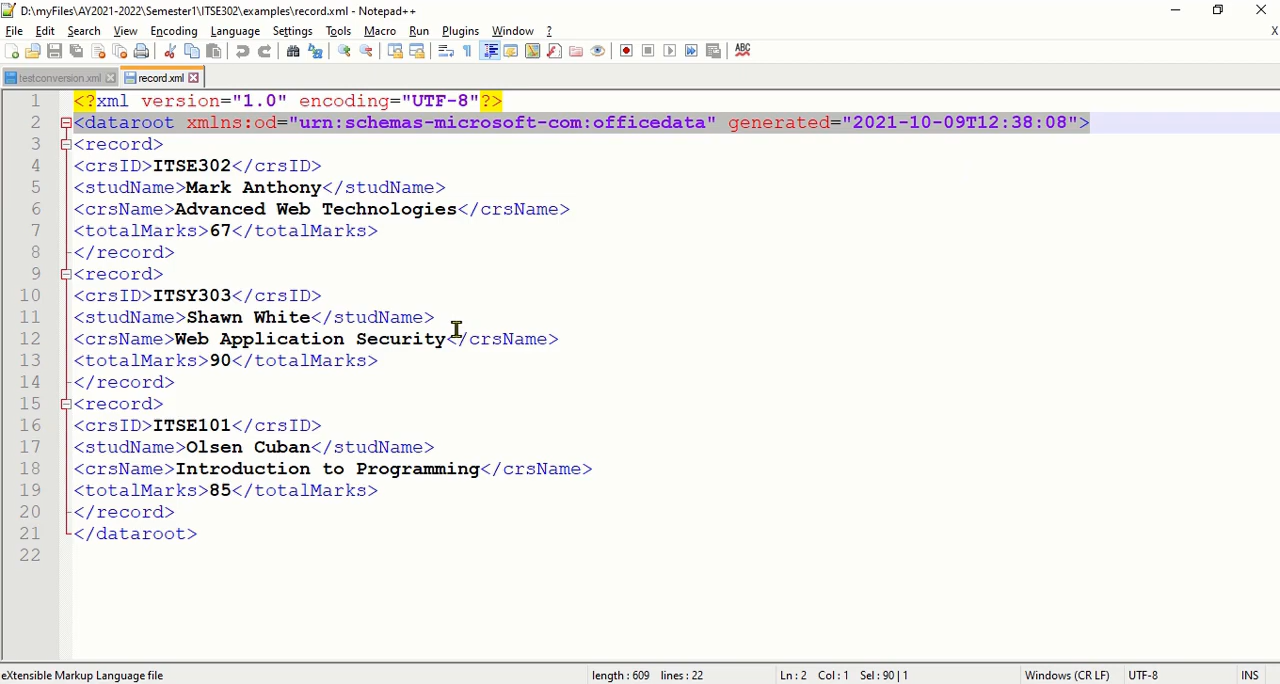 D:\myFiles\AY2021-2022\Semester1\ITSE302\examples\record.xml - Notepad++
File Edit Search View Encoding Language Settings Tools Macro Run Plugins Window ? X
ABC
testconversion.xml record.xml
1 <?xml version="1.0" encoding="UTF-8"?>
2 <dataroot xmlns:od="urn:schemas-microsoft-com:officedata" generated="2021-10-09T12:38:08">
3 <record>
4 <crsID>ITSE302</crsID>
5 <studName>Mark Anthony</studName>
6 <crsName>Advanced Web Technologies</crsName>
7 <totalMarks>67</totalMarks>
8 </record>
9 <record>
10 <crsID>ITSY303</crsID>
11 <studName>Shawn White</studName>
12 <crsName>Web Application Security</crsName>
13 <totalMarks>90</totalMarks>
14 </record>
15 <record>
16 <crsID>ITSE101</crsID>
17 <studName>Olsen Cuban</studName>
18 <crsName>Introduction to Programming</crsName>
19 <totalMarks>85</totalMarks>
20 </record>
21 </dataroot>
22
eXtensible Markup Language file length : 609 lines : 22 Ln : 2 Col : 1 Sel : 90 | 1 Windows (CR LF) UTF-8 INS